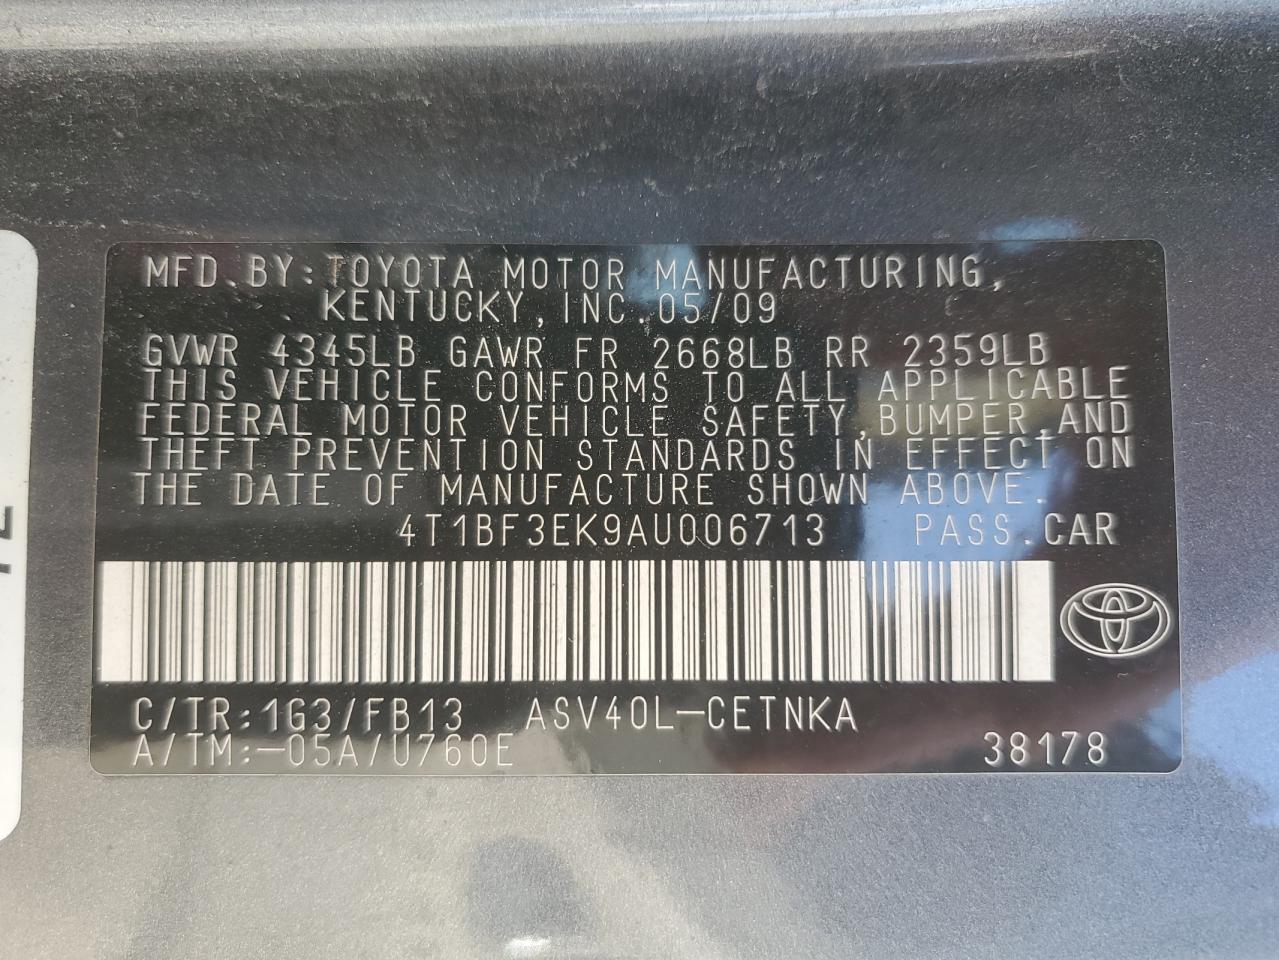 MFD.BY:TOYOTA MOTOR MANUFACTURING,
KENTUCKY,INC.05/09
GVWR 4345LB GAWR FR 2668LB RR 2359LB
THIS VEHICLE CONFORMS TO ALL APPLICABLE
FEDERAL MOTOR VEHICLE SAFETY,BUMPER,AND
THEFT PREVENTION STANDARDS IN EFFECT ON
THE DATE OF MANUFACTURE SHOWN ABOVE.
4T1BF3EK9AU006713 PASS.CAR
C/TR:1G3/FB13 ASV40L-CETNKA
A/TM:-05A/U760E 38178